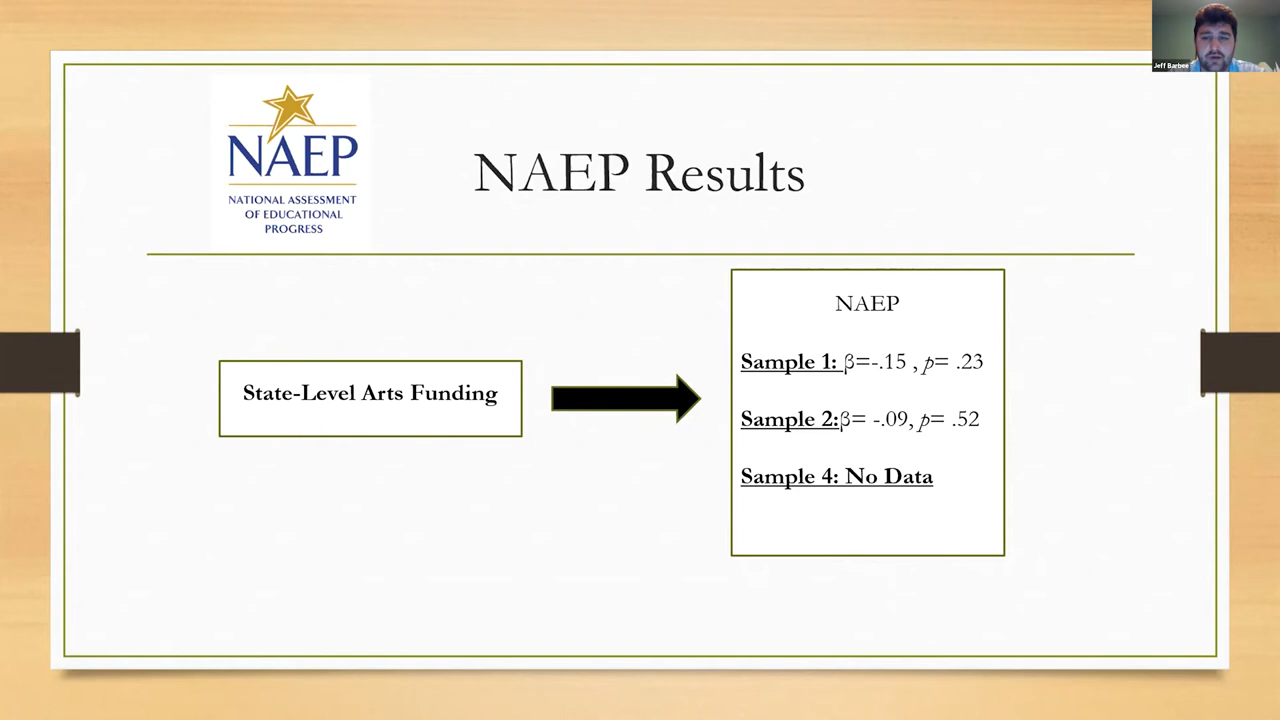 Jeff Barbee
NAEP
NATIONAL ASSESSMENT
OF EDUCATIONAL
PROGRESS
NAEP Results
State-Level Arts Funding
NAEP
Sample 1: β=-.15 , p= .23
Sample 2:β= -.09, p= .52
Sample 4: No Data